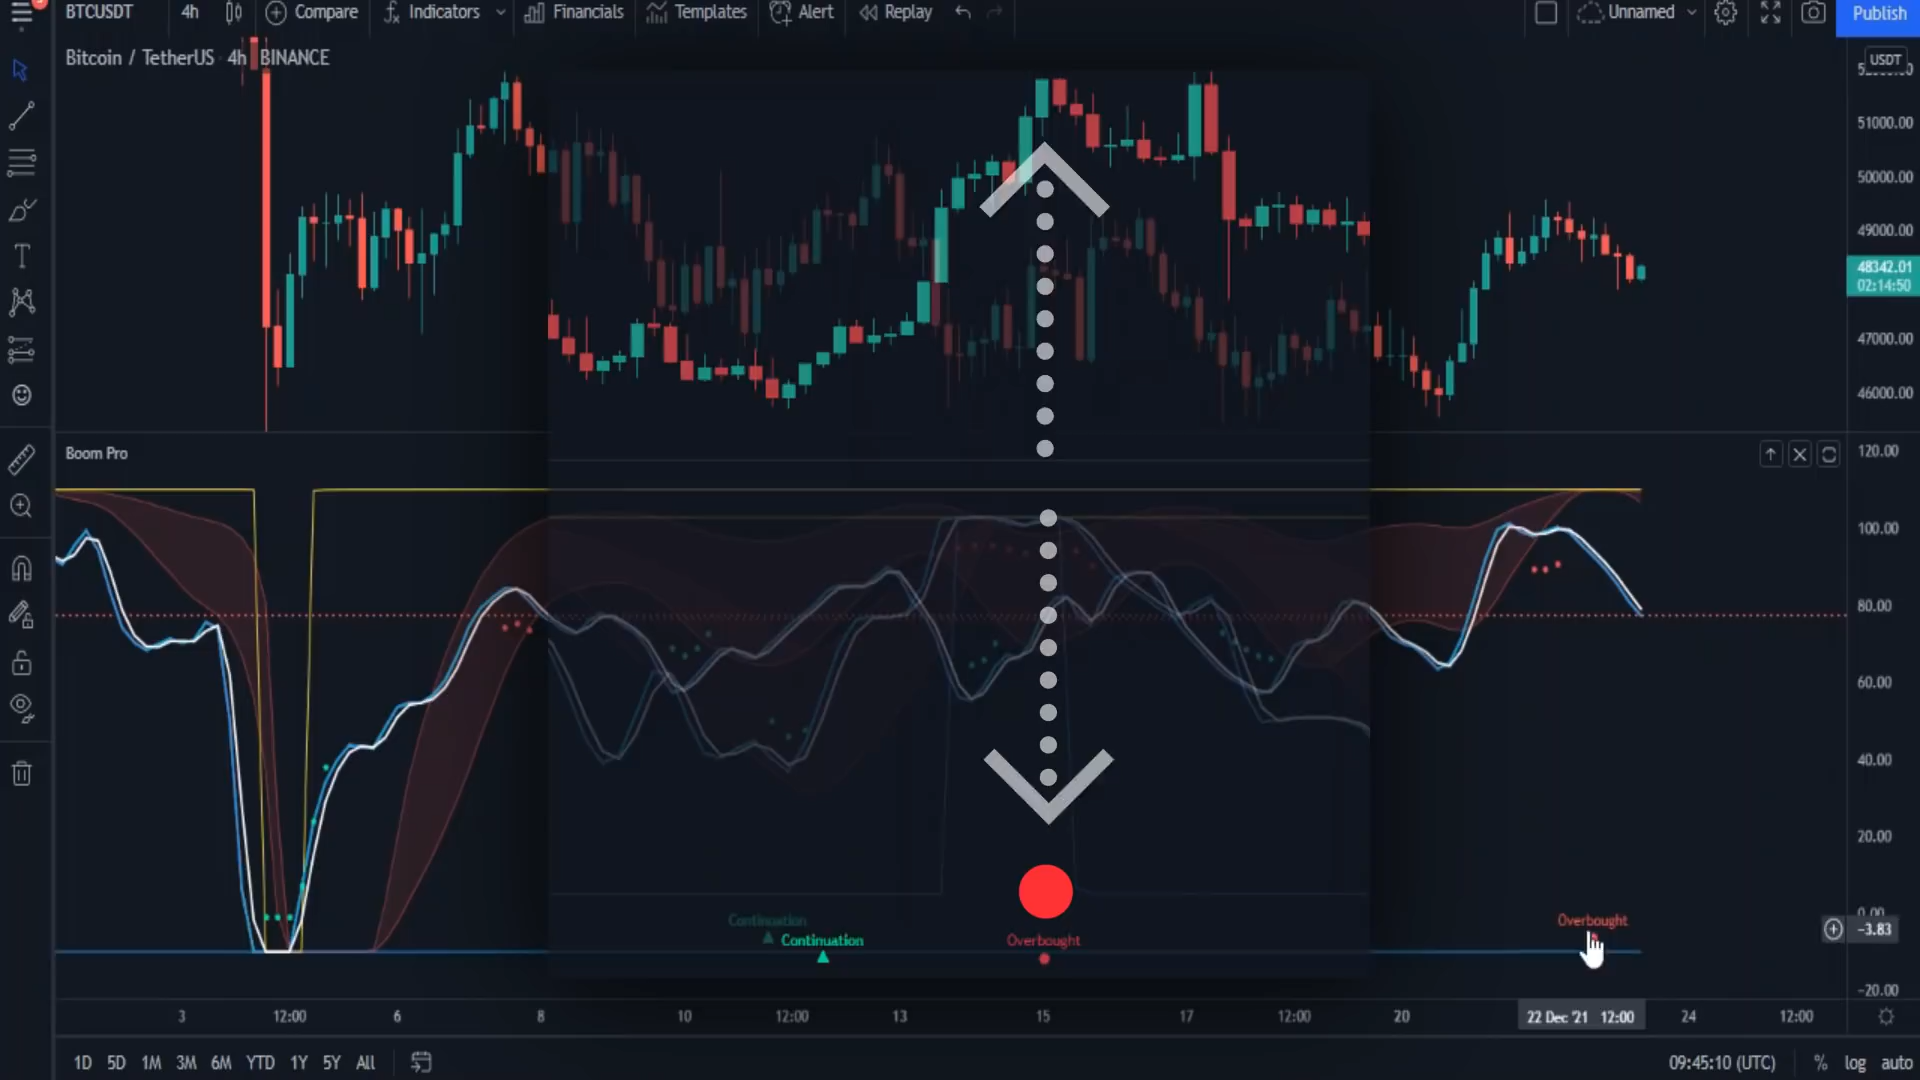 BTCUSDT 4h Compare Indicators Financials Templates Alert Replay Unnamed Publish
Bitcoin / TetherUS 4h BINANCE
USDT
51000.00
50000.00
49000.00
48342.01
02:14:50
47000.00
46000.00
Boom Pro
120.00
100.00
80.00
60.00
40.00
20.00
0.00
Continuation
Overbought
−3.83
Continuation
Overbought
−20.00
3 12:00 6 8 10 12:00 13 15 17 12:00 20 22 Dec '21 12:00 24 12:00
1D 5D 1M 3M 6M YTD 1Y 5Y All 09:45:10 (UTC) % log auto